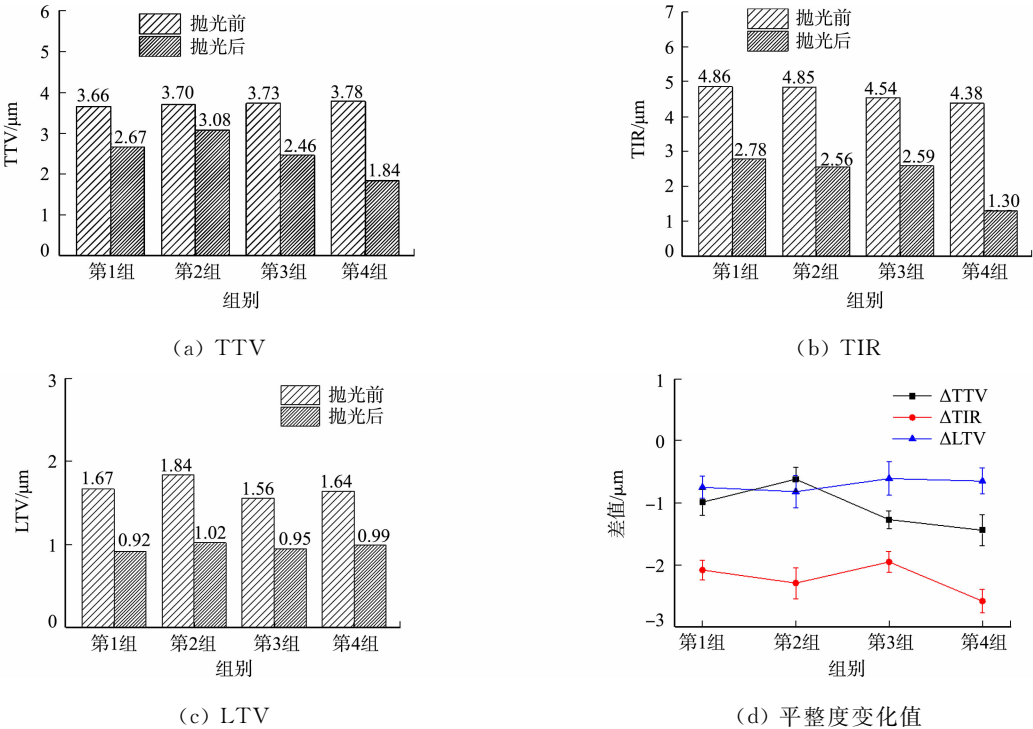 抛光前
抛光后
TTV/μm
6
5
4
3
2
1
0
3.66
2.67
3.70
3.08
3.73
2.46
3.78
1.84
第1组
第2组
第3组
第4组
组别
(a) TTV
抛光前
抛光后
TIR/μm
7
6
5
4
3
2
1
0
4.86
2.78
4.85
2.56
4.54
2.59
4.38
1.30
第1组
第2组
第3组
第4组
组别
(b) TIR
抛光前
抛光后
LTV/μm
3
2
1
0
1.67
0.92
1.84
1.02
1.56
0.95
1.64
0.99
第1组
第2组
第3组
第4组
组别
(c) LTV
ΔTTV
ΔTIR
ΔLTV
差值/μm
1
0
−1
−2
−3
第1组
第2组
第3组
第4组
组别
(d) 平整度变化值